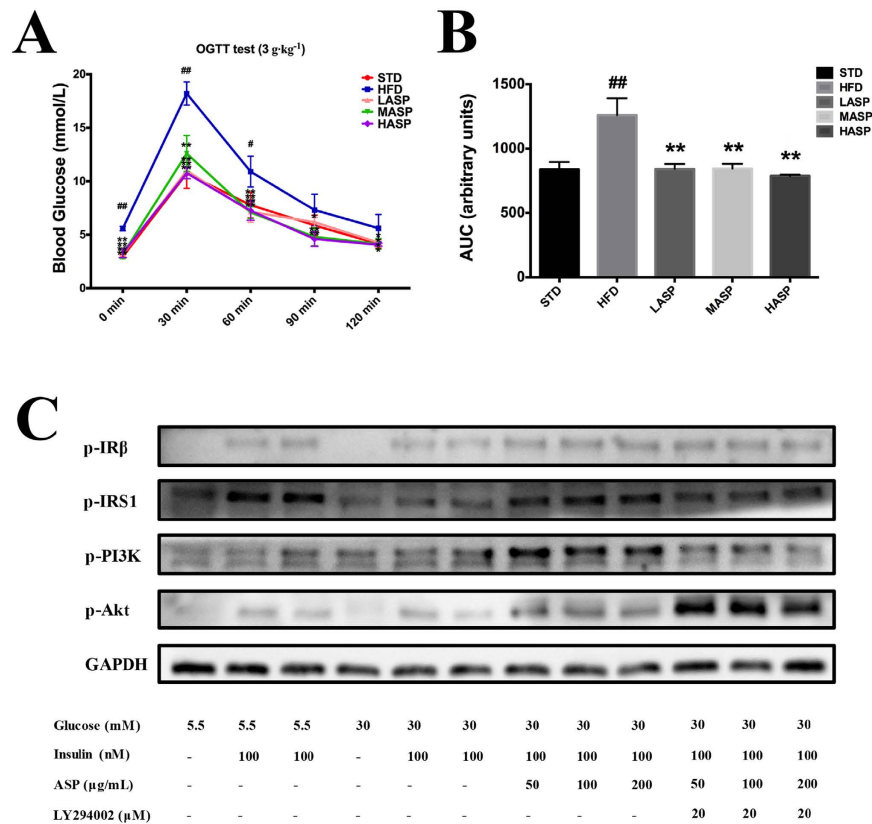 A
OGTT test (3 g·kg⁻¹)
Blood Glucose (mmol/L)
20
15
10
5
0
##
##
#
**
**
**
**
**
**
**
**
**
**
**
*
**
**
*
*
*
STD
HFD
LASP
MASP
HASP
0 min
30 min
60 min
90 min
120 min
B
AUC (arbitrary units)
1500
1000
500
0
##
**
**
**
STD
HFD
LASP
MASP
HASP
STD
HFD
LASP
MASP
HASP
C
p-IRβ
p-IRS1
p-PI3K
p-Akt
GAPDH
Glucose (mM) 5.5 5.5 5.5 30 30 30 30 30 30 30 30 30
Insulin (nM) - 100 100 - 100 100 100 100 100 100 100 100
ASP (µg/mL) - - - - - - 50 100 200 50 100 200
LY294002 (µM) - - - - - - - - - 20 20 20